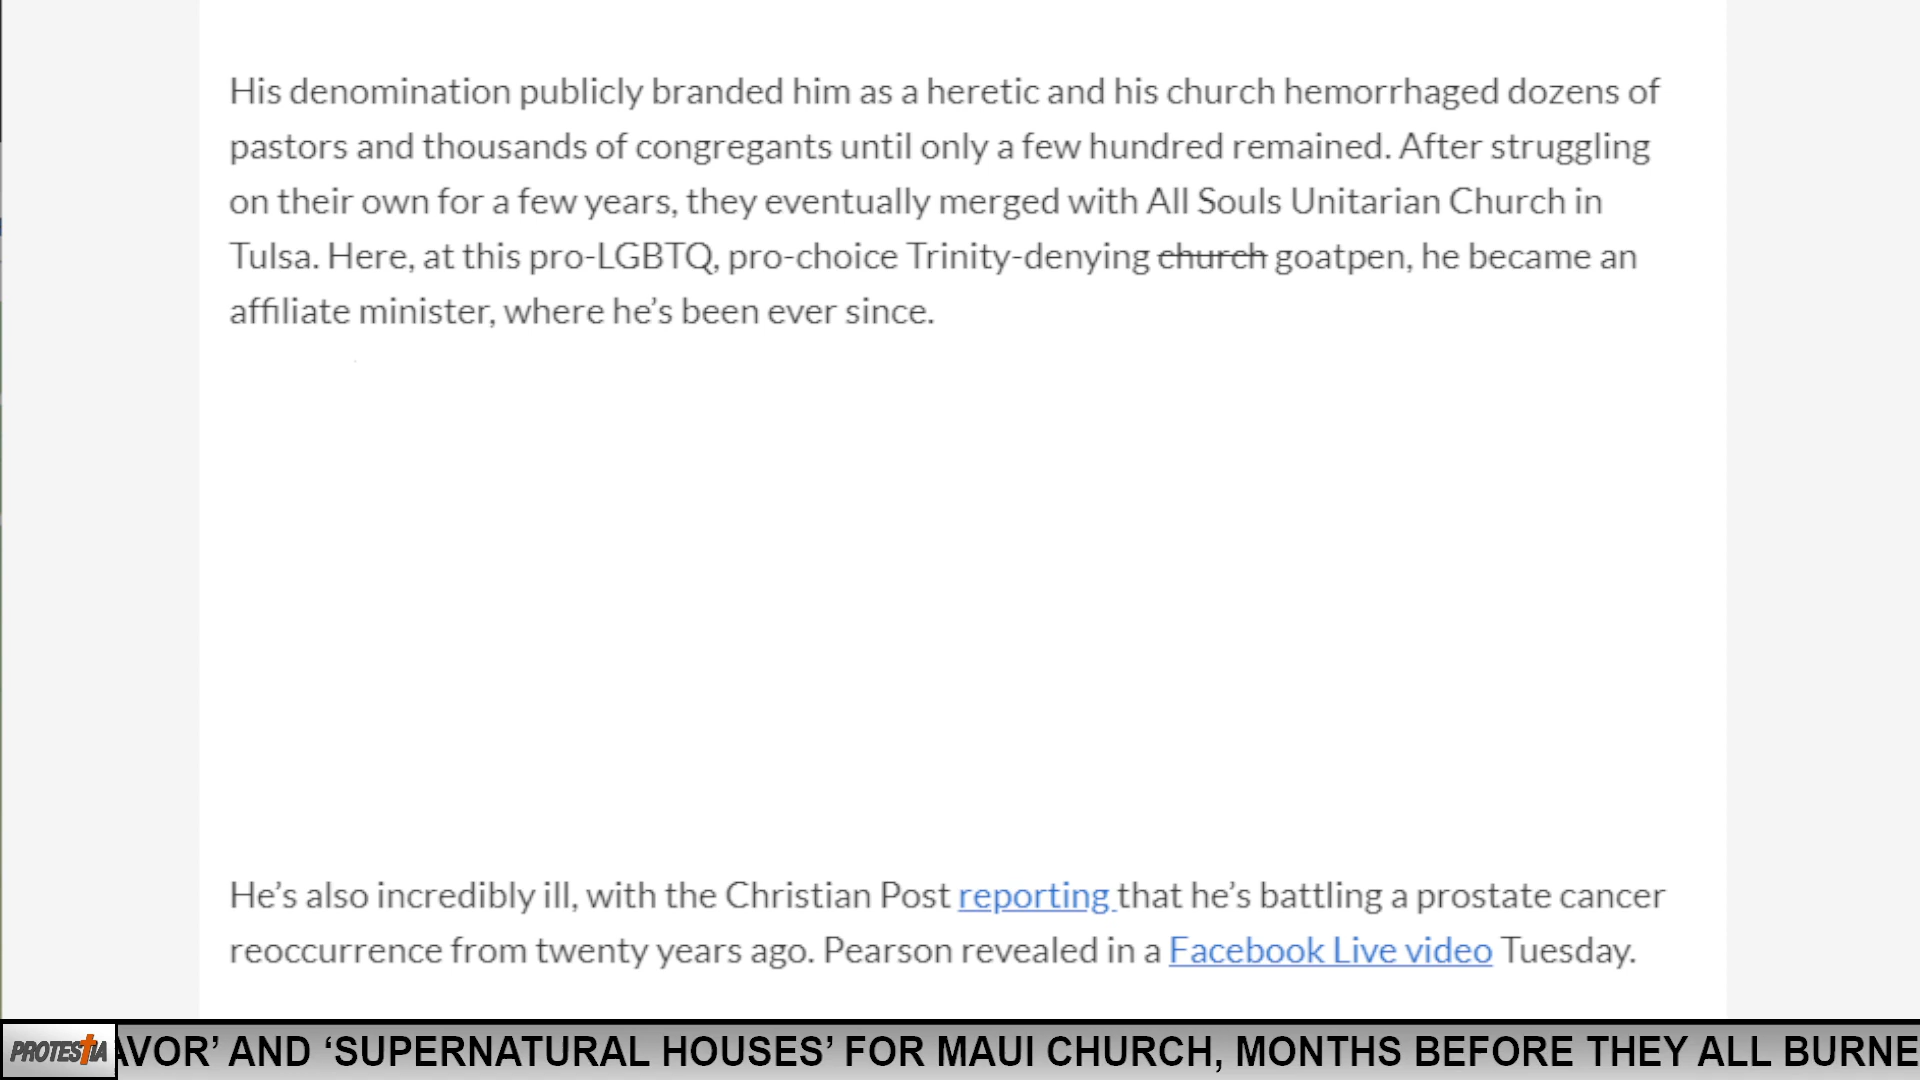 His denomination publicly branded him as a heretic and his church hemorrhaged dozens of
pastors and thousands of congregants until only a few hundred remained. After struggling
on their own for a few years, they eventually merged with All Souls Unitarian Church in
Tulsa. Here, at this pro-LGBTQ, pro-choice Trinity-denying church goatpen, he became an
affiliate minister, where he’s been ever since.
He’s also incredibly ill, with the Christian Post reporting that he’s battling a prostate cancer
reoccurrence from twenty years ago. Pearson revealed in a Facebook Live video Tuesday.
PROTESTIA
AVOR’ AND ‘SUPERNATURAL HOUSES’ FOR MAUI CHURCH, MONTHS BEFORE THEY ALL BURNE